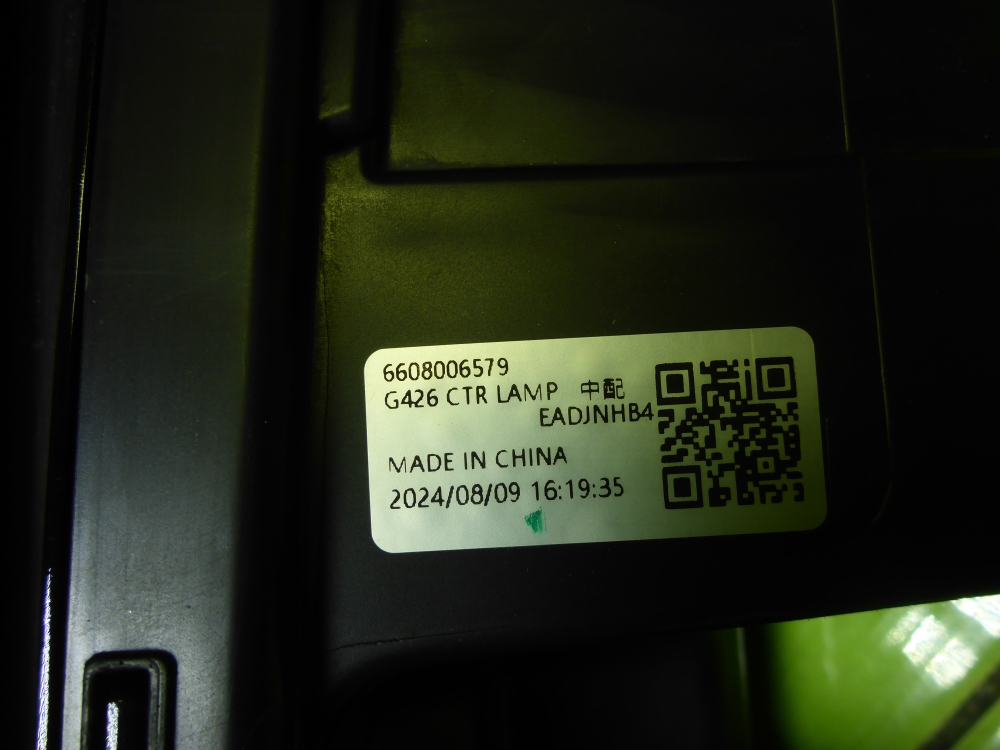 6608006579
G426 CTR LAMP 中配
EADJNHB4
MADE IN CHINA
2024/08/09 16:19:35